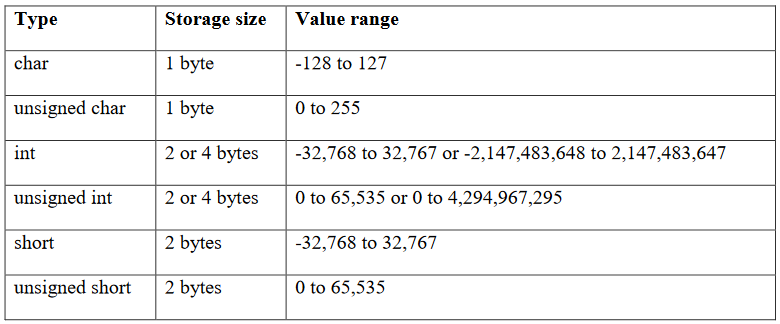 Type Storage size Value range
char 1 byte -128 to 127
unsigned char 1 byte 0 to 255
int 2 or 4 bytes -32,768 to 32,767 or -2,147,483,648 to 2,147,483,647
unsigned int 2 or 4 bytes 0 to 65,535 or 0 to 4,294,967,295
short 2 bytes -32,768 to 32,767
unsigned short 2 bytes 0 to 65,535